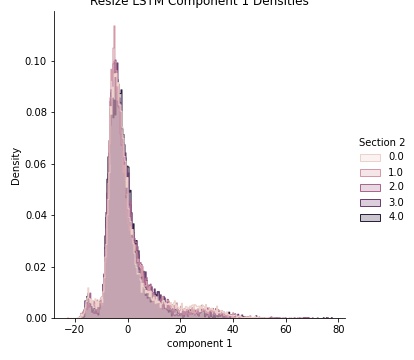 Resize LSTM Component 1 Densities
Density
0.10
0.08
0.06
0.04
0.02
0.00
−20 0 20 40 60 80
component 1
Section 2
0.0
1.0
2.0
3.0
4.0